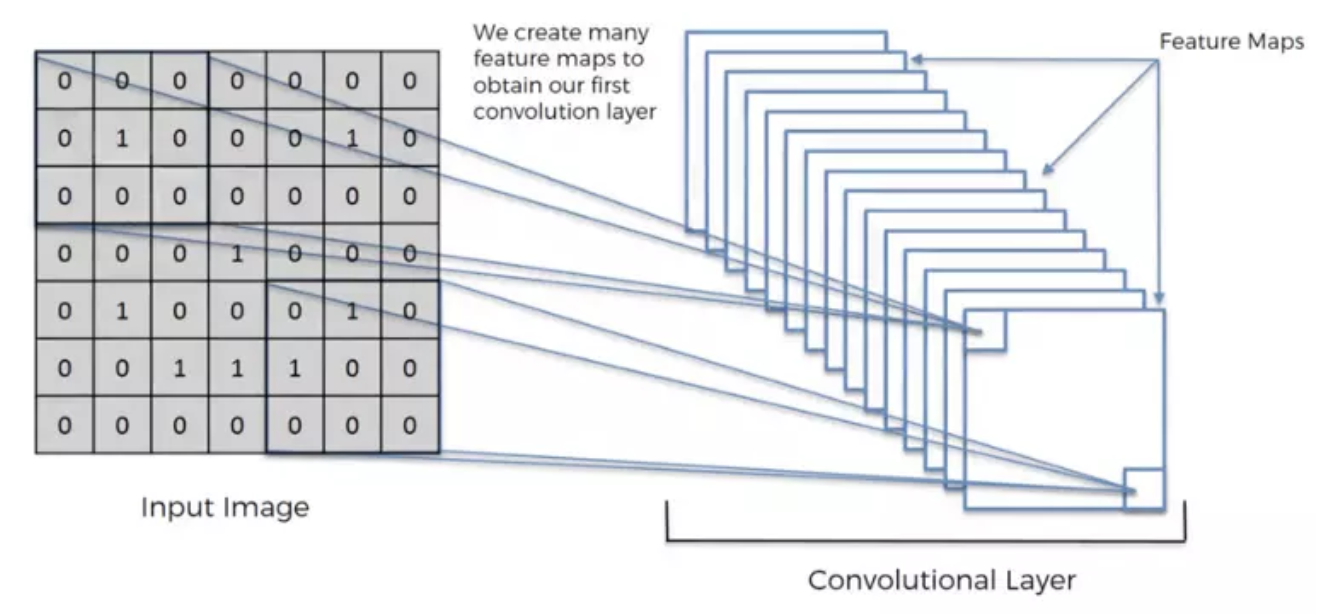 We create many
feature maps to
obtain our first
convolution layer
Feature Maps
0 0 0 0 0 0 0
0 1 0 0 0 1 0
0 0 0 0 0 0 0
0 0 0 1 0 0 0
0 1 0 0 0 1 0
0 0 1 1 1 0 0
0 0 0 0 0 0 0
Input Image
Convolutional Layer